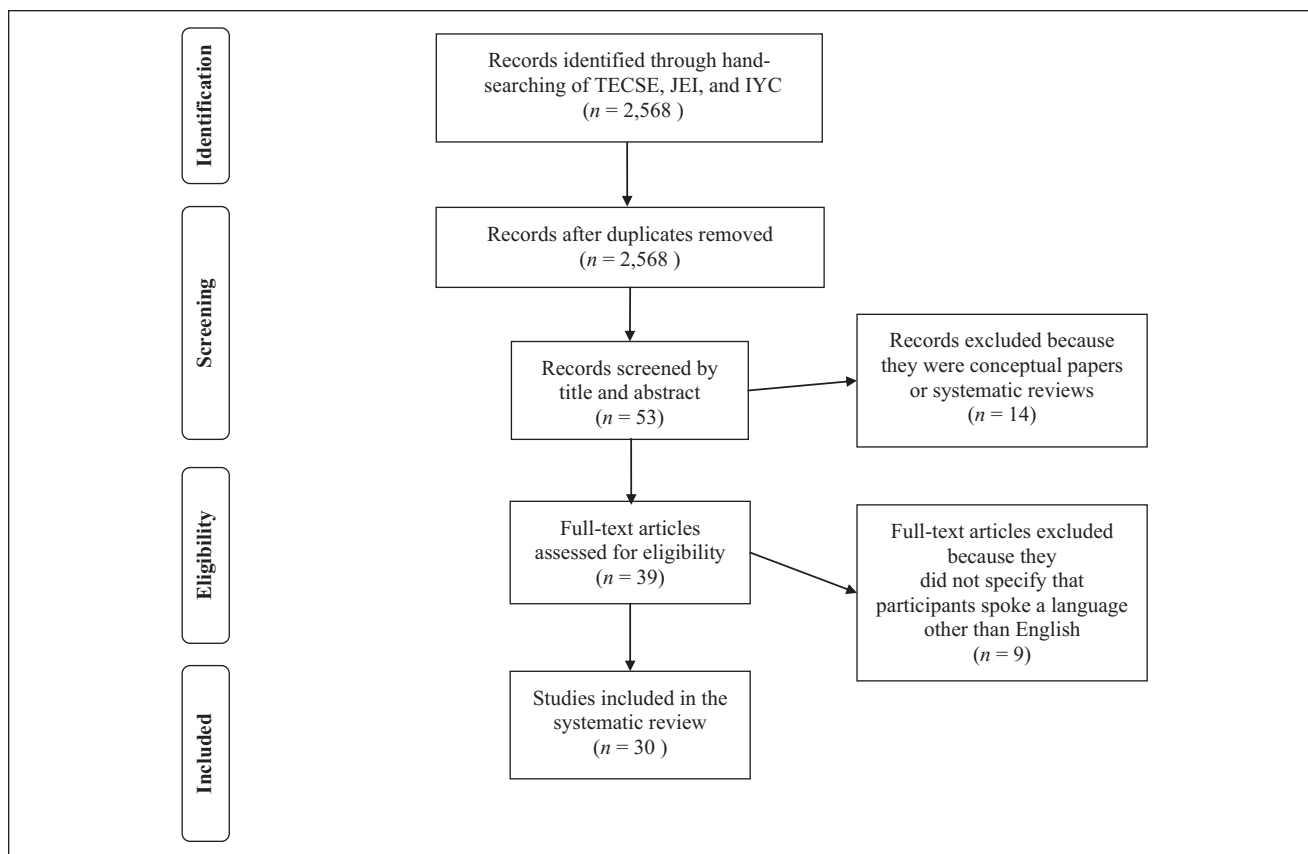 Identification
Records identified through hand-
searching of TECSE, JEI, and IYC
(n = 2,568 )
Screening
Records after duplicates removed
(n = 2,568 )
Records screened by
title and abstract
(n = 53)
Records excluded because
they were conceptual papers
or systematic reviews
(n = 14)
Eligibility
Full-text articles
assessed for eligibility
(n = 39)
Full-text articles excluded
because they
did not specify that
participants spoke a language
other than English
(n = 9)
Included
Studies included in the
systematic review
(n = 30 )